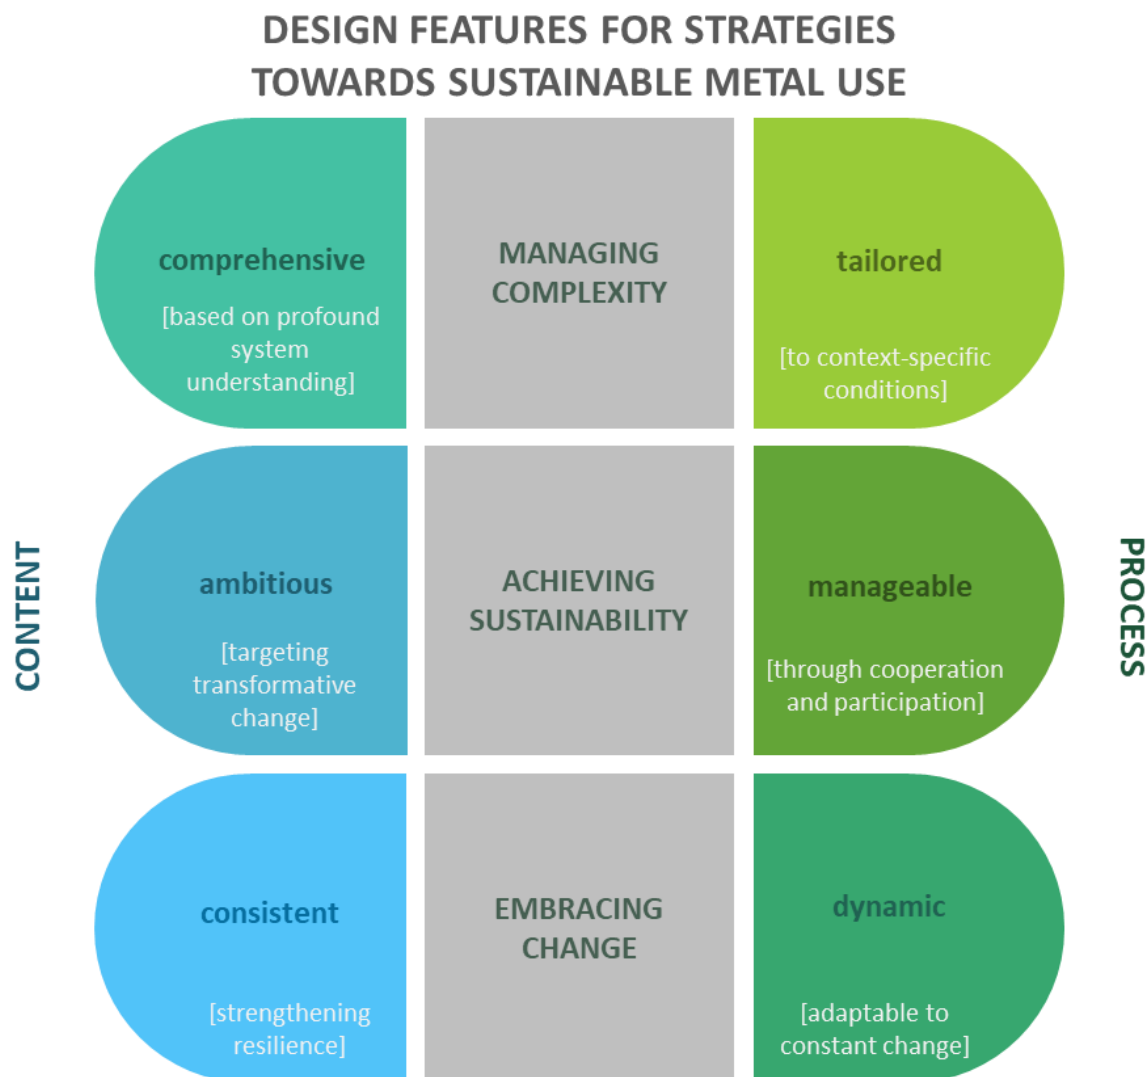 DESIGN FEATURES FOR STRATEGIES
TOWARDS SUSTAINABLE METAL USE
comprehensive
[based on profound
system
understanding]
MANAGING
COMPLEXITY
tailored
[to context-specific
conditions]
CONTENT
ambitious
[targeting
transformative
change]
ACHIEVING
SUSTAINABILITY
manageable
[through cooperation
and participation]
PROCESS
consistent
[strengthening
resilience]
EMBRACING
CHANGE
dynamic
[adaptable to
constant change]